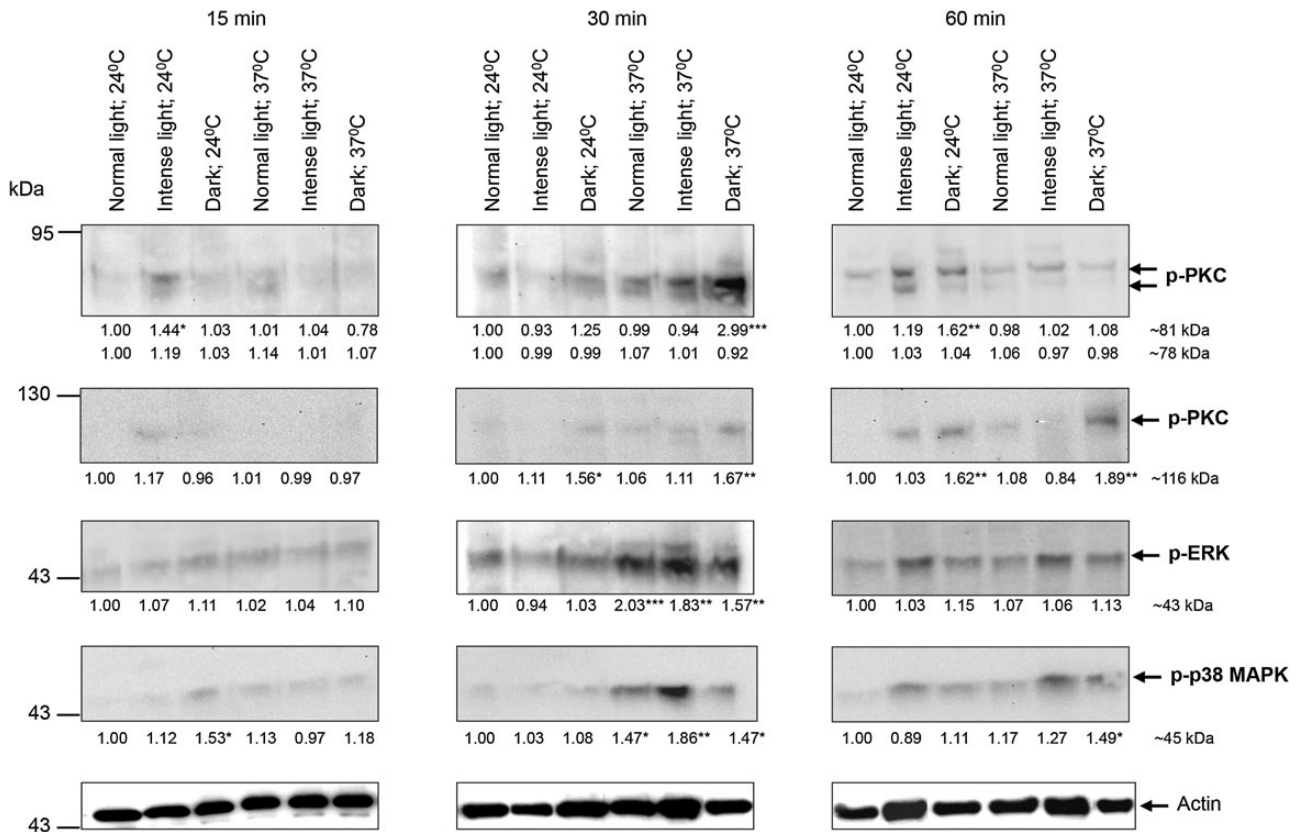 15 min 30 min 60 min
Normal light; 24⁰C Intense light; 24⁰C Dark; 24⁰C Normal light; 37⁰C Intense light; 37⁰C Dark; 37⁰C Normal light; 24⁰C Intense light; 24⁰C Dark; 24⁰C Normal light; 37⁰C Intense light; 37⁰C Dark; 37⁰C Normal light; 24⁰C Intense light; 24⁰C Dark; 24⁰C Normal light; 37⁰C Intense light; 37⁰C Dark; 37⁰C
kDa
95
p-PKC
1.00 1.44* 1.03 1.01 1.04 0.78 1.00 0.93 1.25 0.99 0.94 2.99*** 1.00 1.19 1.62** 0.98 1.02 1.08 ~81 kDa
1.00 1.19 1.03 1.14 1.01 1.07 1.00 0.99 0.99 1.07 1.01 0.92 1.00 1.03 1.04 1.06 0.97 0.98 ~78 kDa
130
p-PKC
1.00 1.17 0.96 1.01 0.99 0.97 1.00 1.11 1.56* 1.06 1.11 1.67** 1.00 1.03 1.62** 1.08 0.84 1.89** ~116 kDa
p-ERK
43
1.00 1.07 1.11 1.02 1.04 1.10 1.00 0.94 1.03 2.03*** 1.83** 1.57** 1.00 1.03 1.15 1.07 1.06 1.13 ~43 kDa
p-p38 MAPK
43
1.00 1.12 1.53* 1.13 0.97 1.18 1.00 1.03 1.08 1.47* 1.86** 1.47* 1.00 0.89 1.11 1.17 1.27 1.49* ~45 kDa
Actin
43